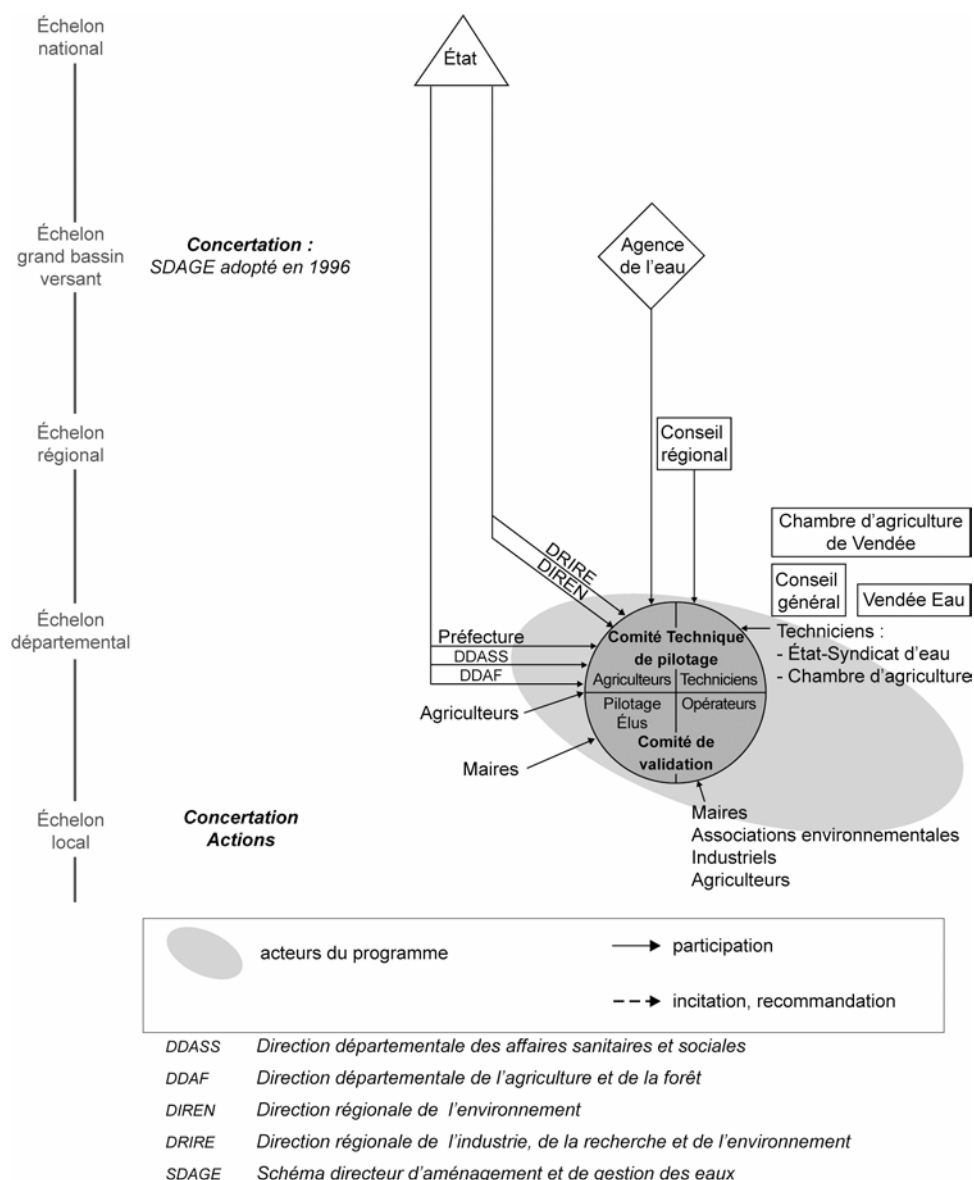 Échelon
national
État
Échelon
grand bassin
versant
Concertation :
SDAGE adopté en 1996
Agence
de l'eau
Échelon
régional
Conseil
régional
DRIRE
DIREN
Chambre d'agriculture
de Vendée
Conseil
général
Vendée Eau
Échelon
départemental
Techniciens :
- État-Syndicat d'eau
- Chambre d'agriculture
Préfecture
DDASS
DDAF
Agriculteurs
Maires
Comité Technique
de pilotage
Agriculteurs
Techniciens
Pilotage
Élus
Opérateurs
Comité de
validation
Échelon
local
Concertation
Actions
Maires
Associations environnementales
Industriels
Agriculteurs
acteurs du programme
participation
incitation, recommandation
DDASS Direction départementale des affaires sanitaires et sociales
DDAF Direction départementale de l'agriculture et de la forêt
DIREN Direction régionale de l'environnement
DRIRE Direction régionale de l'industrie, de la recherche et de l'environnement
SDAGE Schéma directeur d'aménagement et de gestion des eaux